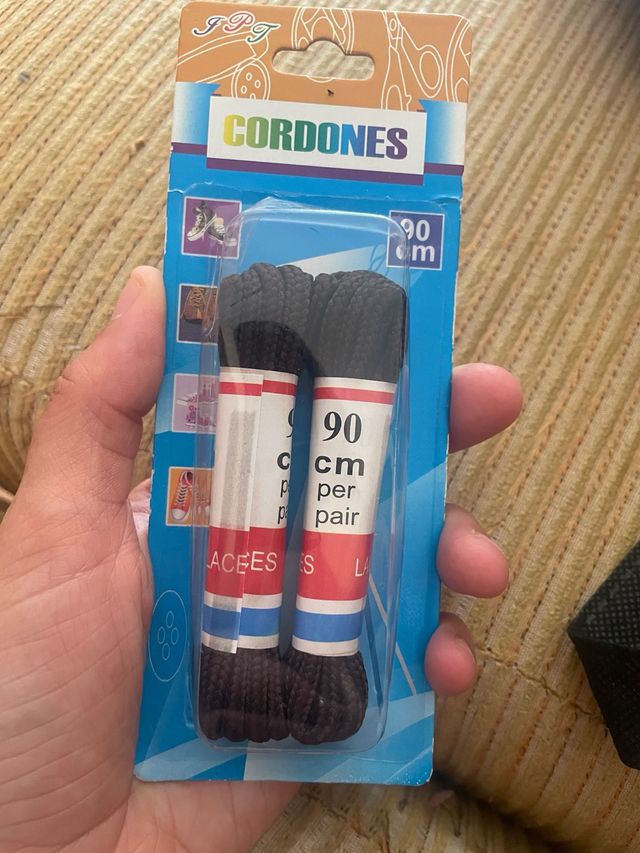 JPT
CORDONES
90
cm
90
cm
per
pair
LACES